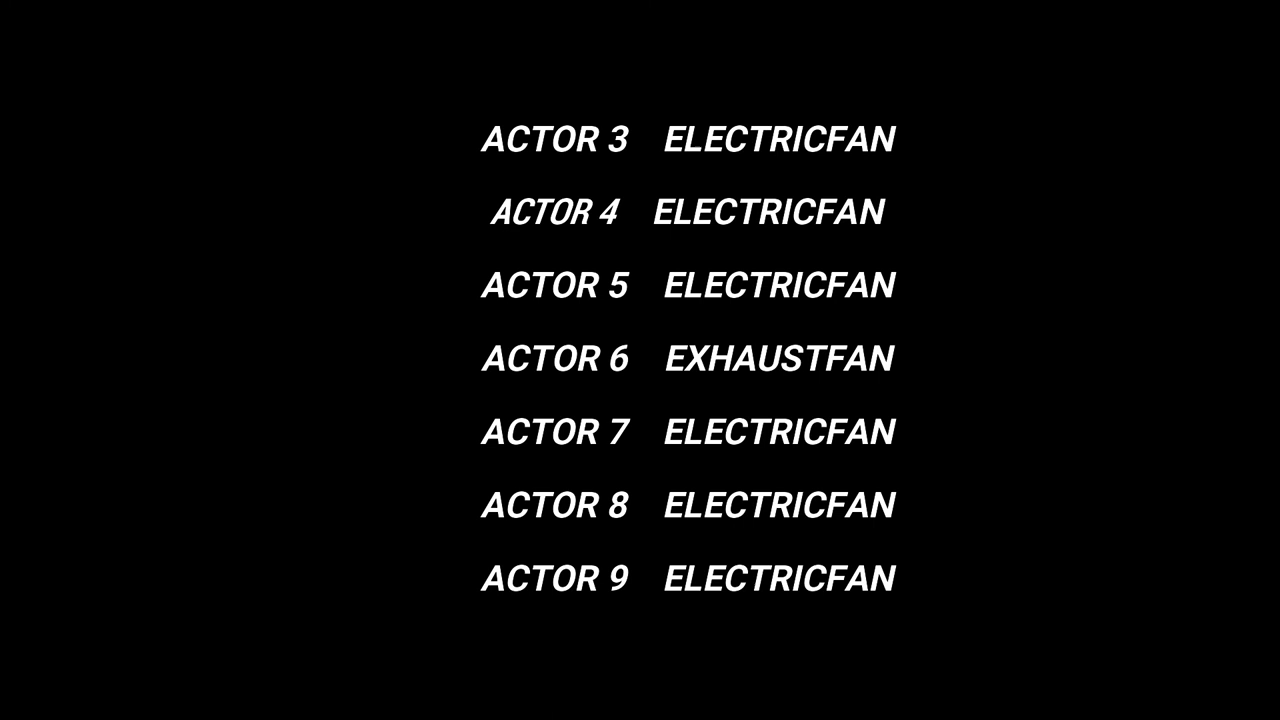 ACTOR 3 ELECTRICFAN
ACTOR 4 ELECTRICFAN
ACTOR 5 ELECTRICFAN
ACTOR 6 EXHAUSTFAN
ACTOR 7 ELECTRICFAN
ACTOR 8 ELECTRICFAN
ACTOR 9 ELECTRICFAN